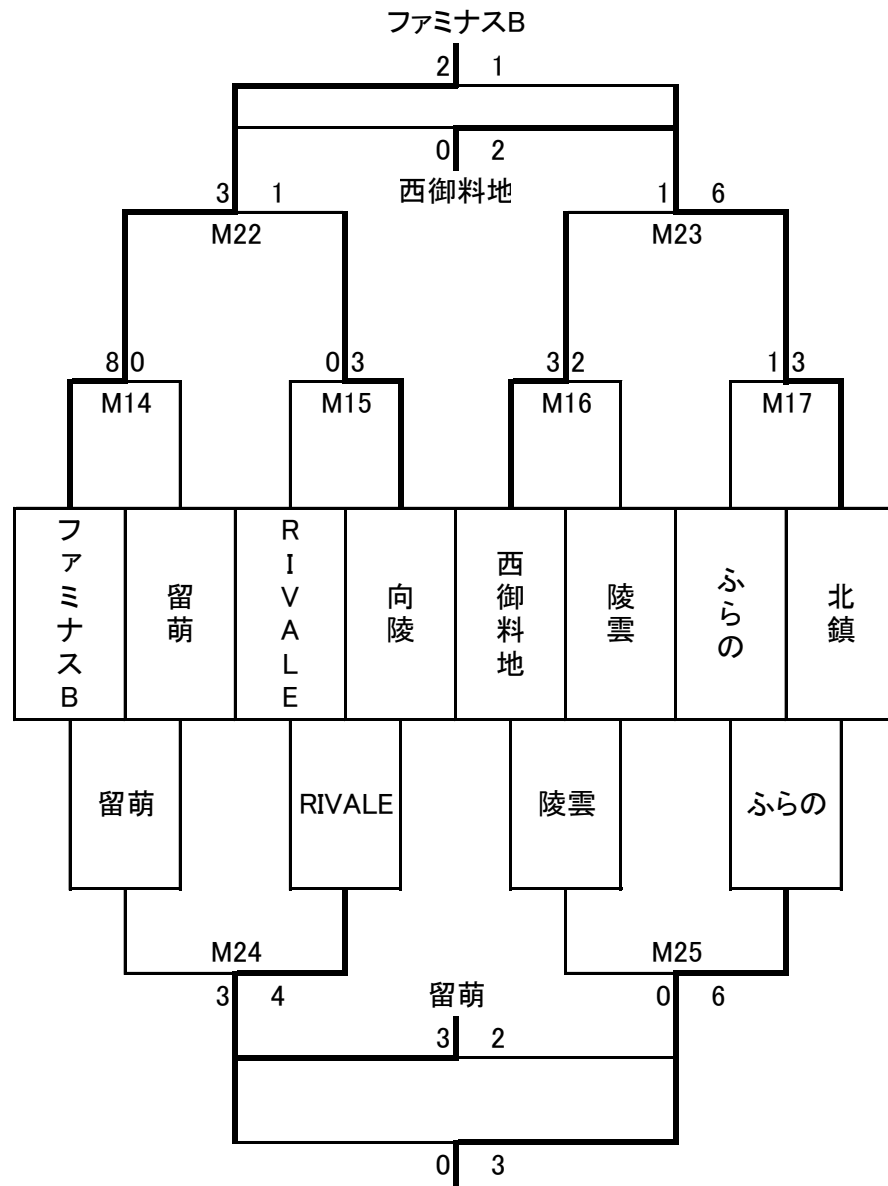 ファミナスB
2 1
0 2
西御料地
3 1
1 6
M22
M23
8 0
0 3
3 2
1 3
M14
M15
M16
M17
ファミナスB
留萌
RIVALE
向陵
西御料地
陵雲
ふらの
北鎮
留萌
RIVALE
陵雲
ふらの
M24
M25
3 4
留萌
0 6
3 2
0 3